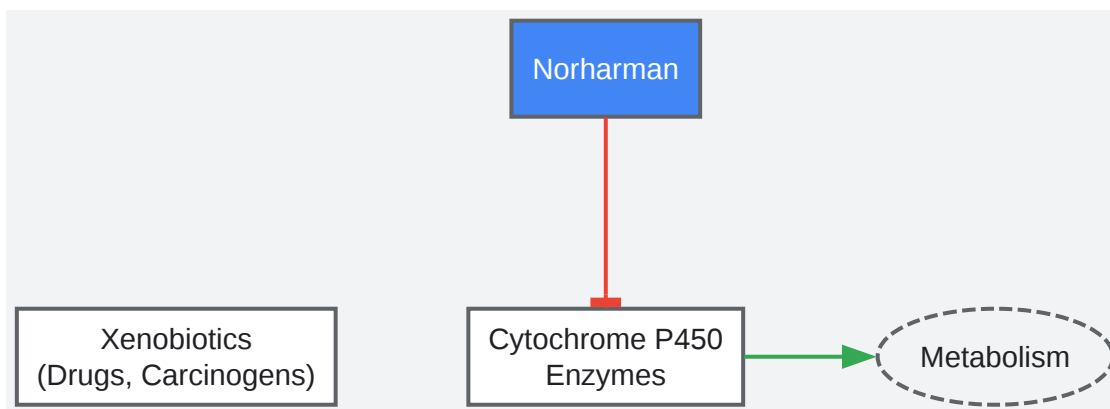 Norharman
Xenobiotics
(Drugs, Carcinogens)
Cytochrome P450
Enzymes
Metabolism